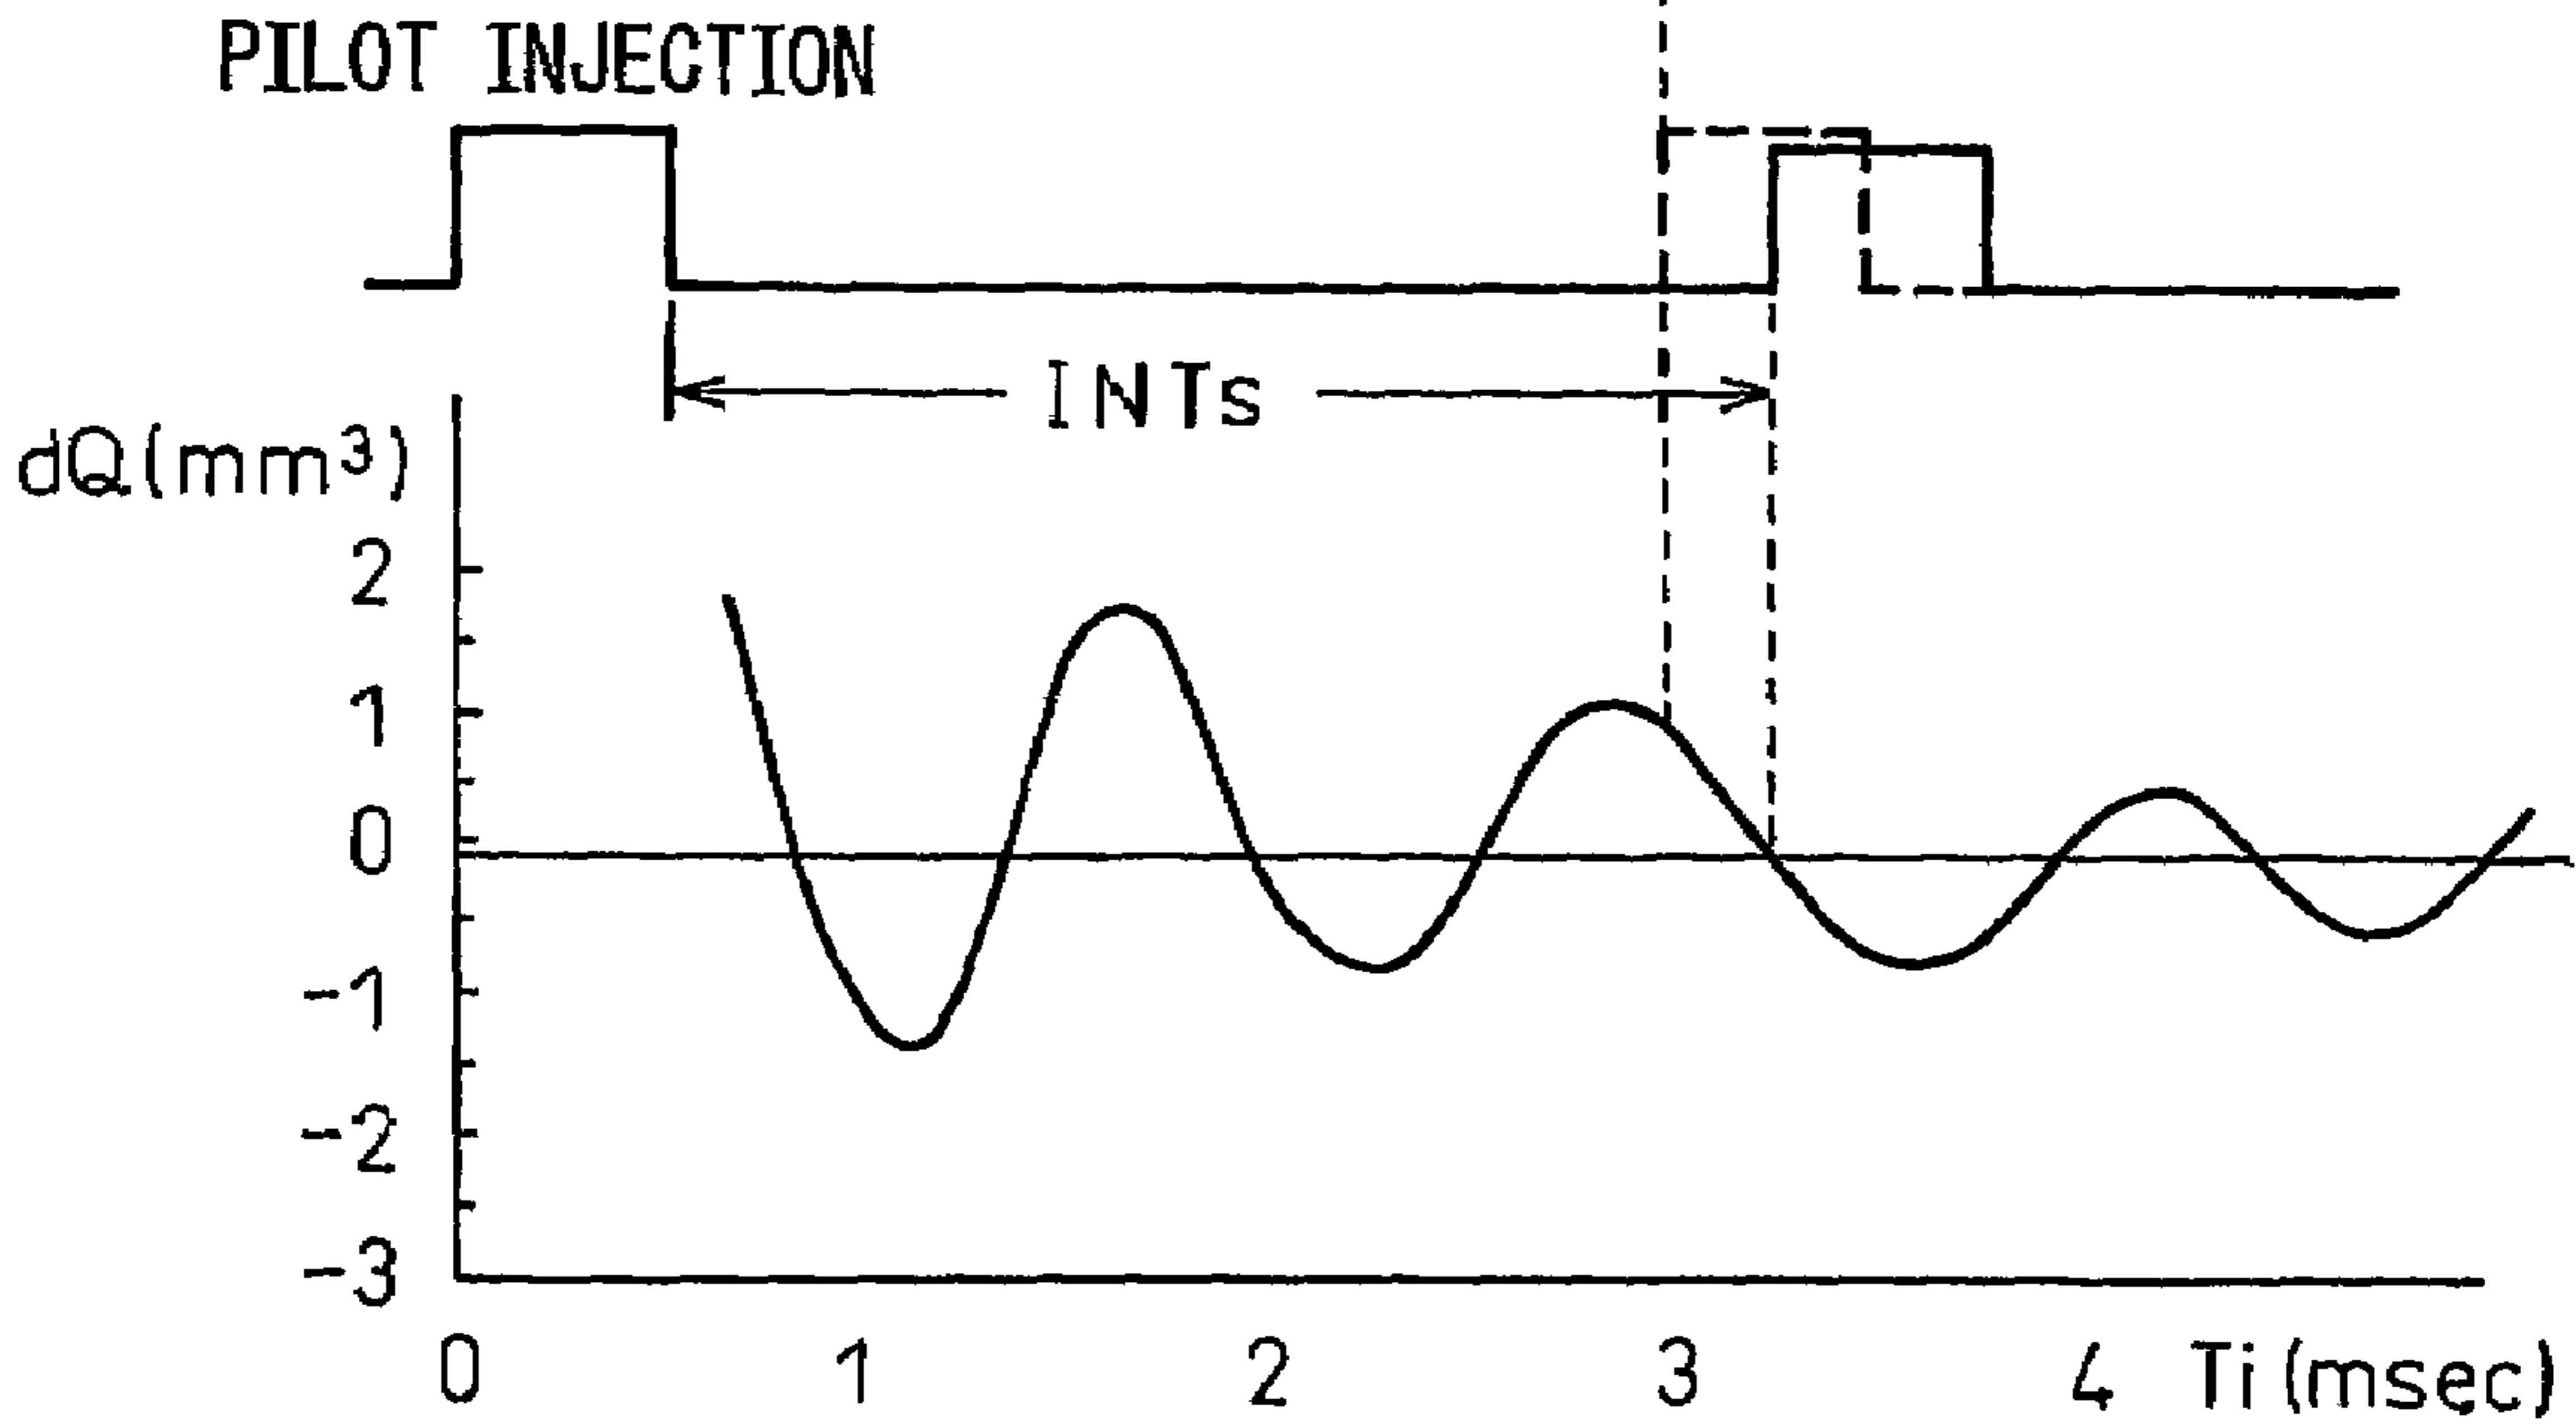 PILOT INJECTION
INTs
dQ(mm³)
2
1
0
-1
-2
-3
0 1 2 3 4 Ti(msec)